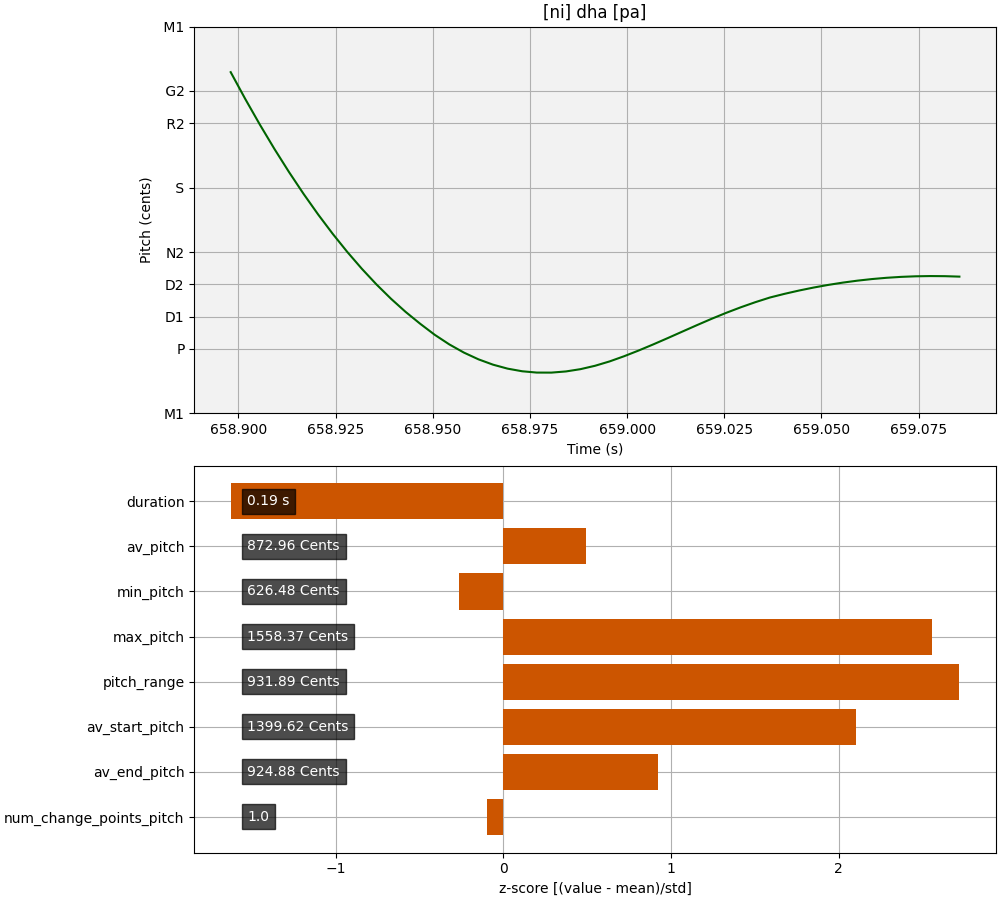 [ni] dha [pa]
M1
G2
R2
S
N2
D2
D1
P
M1
Pitch (cents)
658.900 658.925 658.950 658.975 659.000 659.025 659.050 659.075
Time (s)
duration 0.19 s
av_pitch 872.96 Cents
min_pitch 626.48 Cents
max_pitch 1558.37 Cents
pitch_range 931.89 Cents
av_start_pitch 1399.62 Cents
av_end_pitch 924.88 Cents
num_change_points_pitch 1.0
−1 0 1 2
z-score [(value - mean)/std]